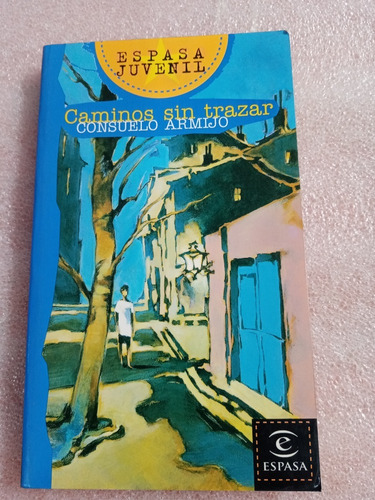 ESPASA
JUVENIL
Caminos sin trazar
CONSUELO ARMIJO
e
ESPASA